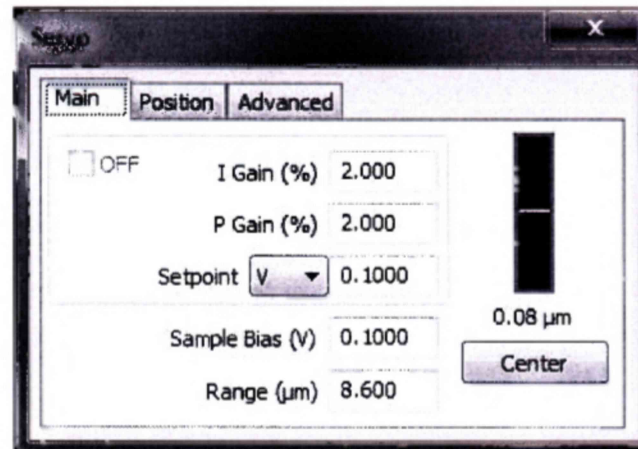 Servo
X
Main Position Advanced
OFF
I Gain (%) 2.000
P Gain (%) 2.000
Setpoint V 0.1000
Sample Bias (V) 0.1000
Range (μm) 8.600
0.08 μm
Center